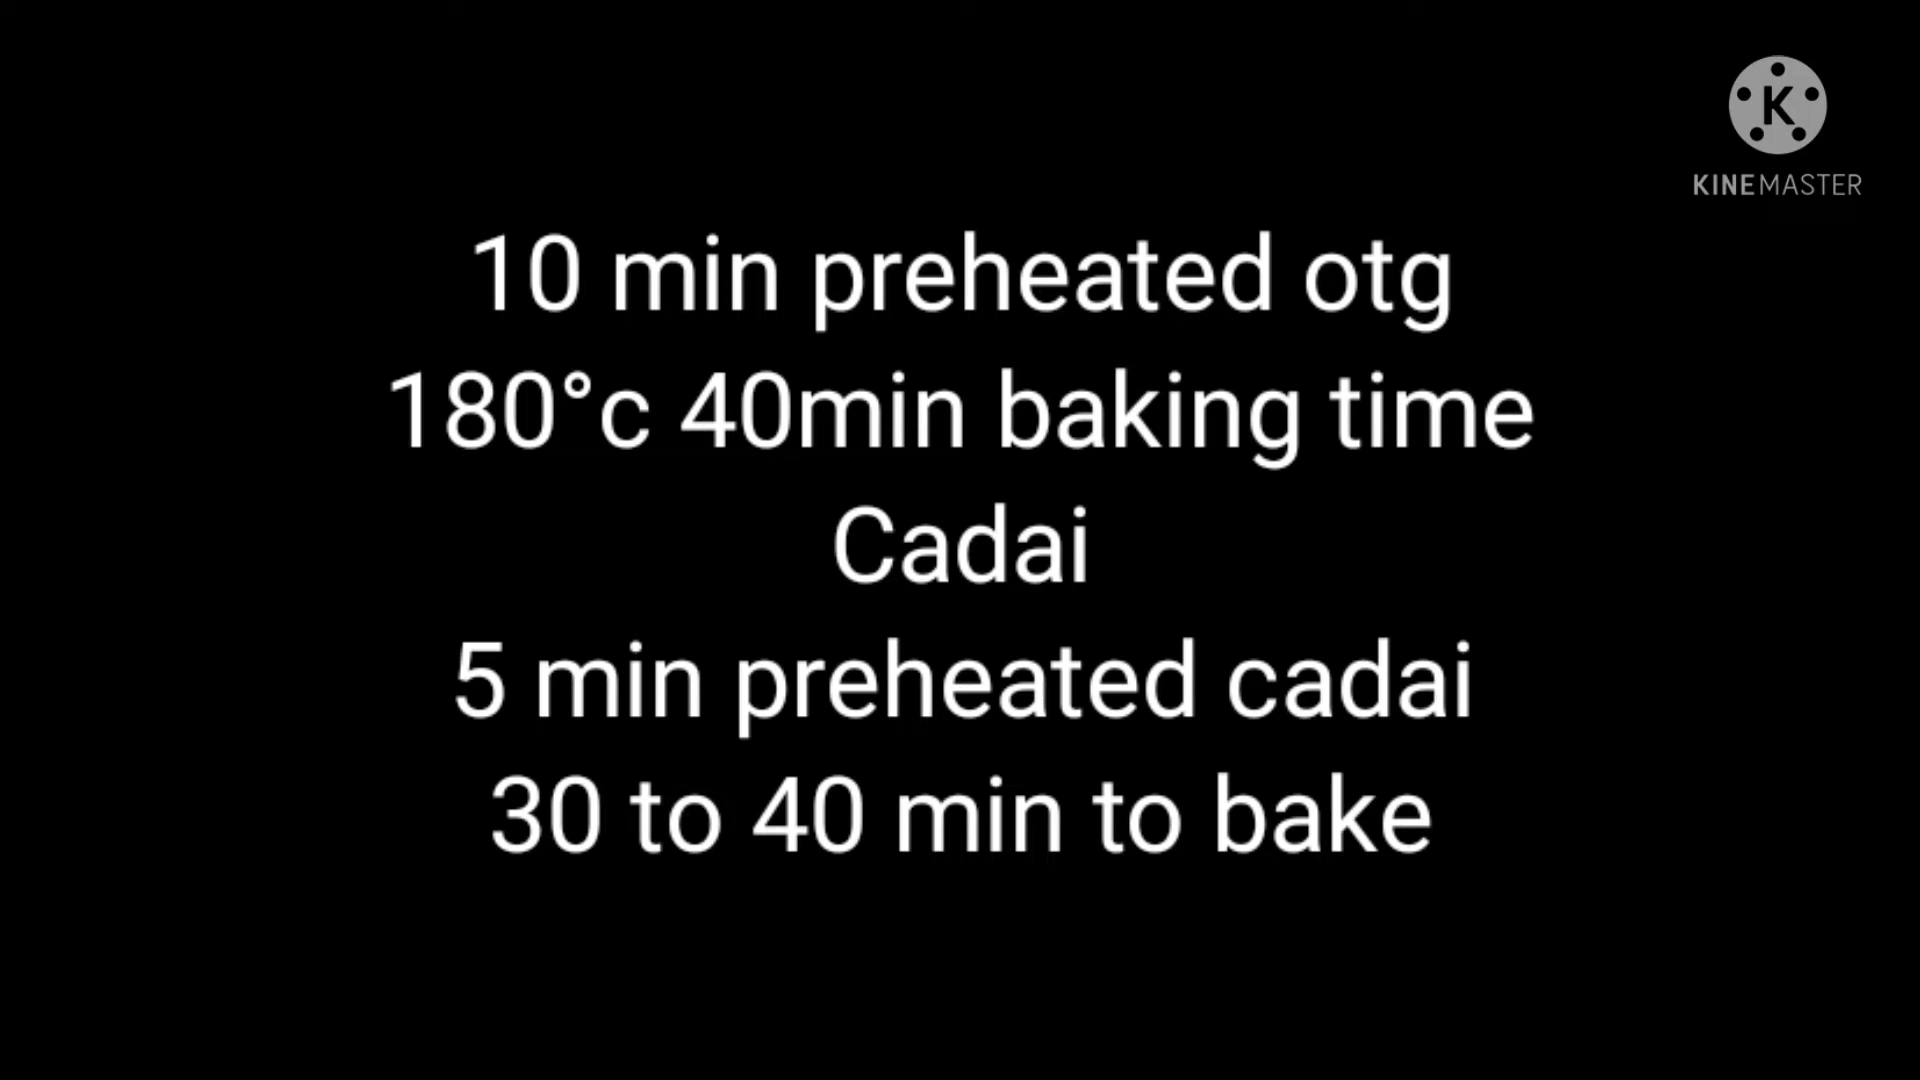 K
KINEMASTER
10 min preheated otg
180°c 40min baking time
Cadai
5 min preheated cadai
30 to 40 min to bake